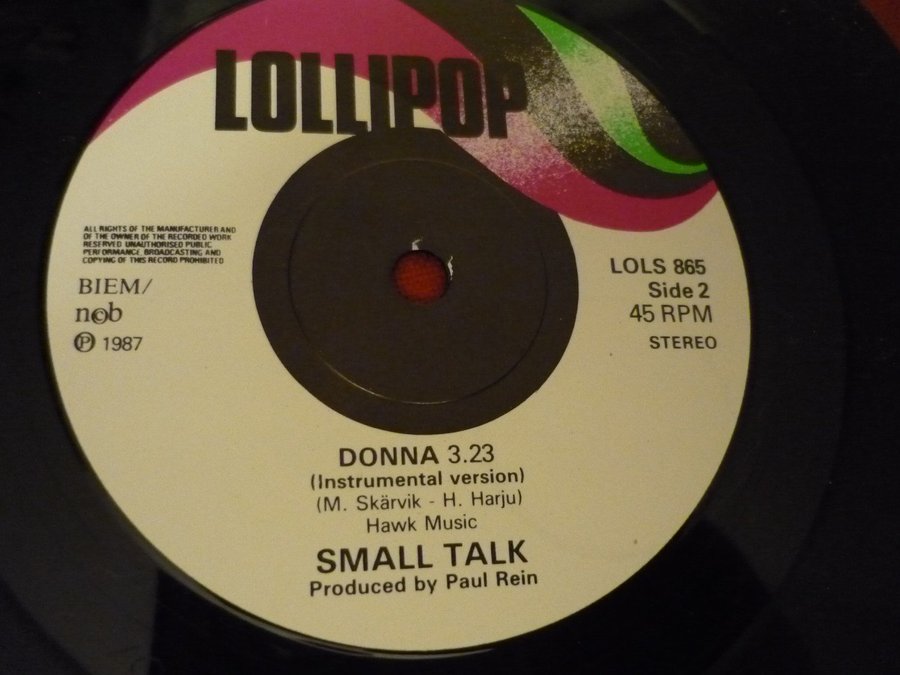 LOLLIPOP
ALL RIGHTS OF THE MANUFACTURER AND
OF THE OWNER OF THE RECORDED WORK
RESERVED UNAUTHORISED PUBLIC
PERFORMANCE, BROADCASTING AND
COPYING OF THIS RECORD PROHIBITED
BIEM/
n©b
℗ 1987
LOLS 865
Side 2
45 RPM
STEREO
DONNA 3.23
(Instrumental version)
(M. Skärvik - H. Harju)
Hawk Music
SMALL TALK
Produced by Paul Rein